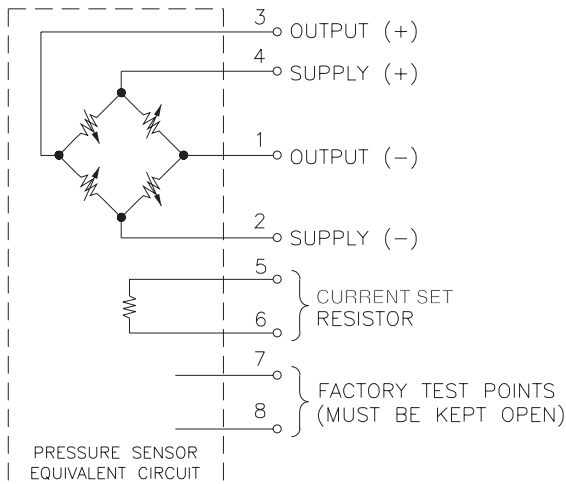 3 OUTPUT (+)
4 SUPPLY (+)
1 OUTPUT (-)
2 SUPPLY (-)
5
CURRENT SET
RESISTOR
6
7
FACTORY TEST POINTS
(MUST BE KEPT OPEN)
8
PRESSURE SENSOR
EQUIVALENT CIRCUIT